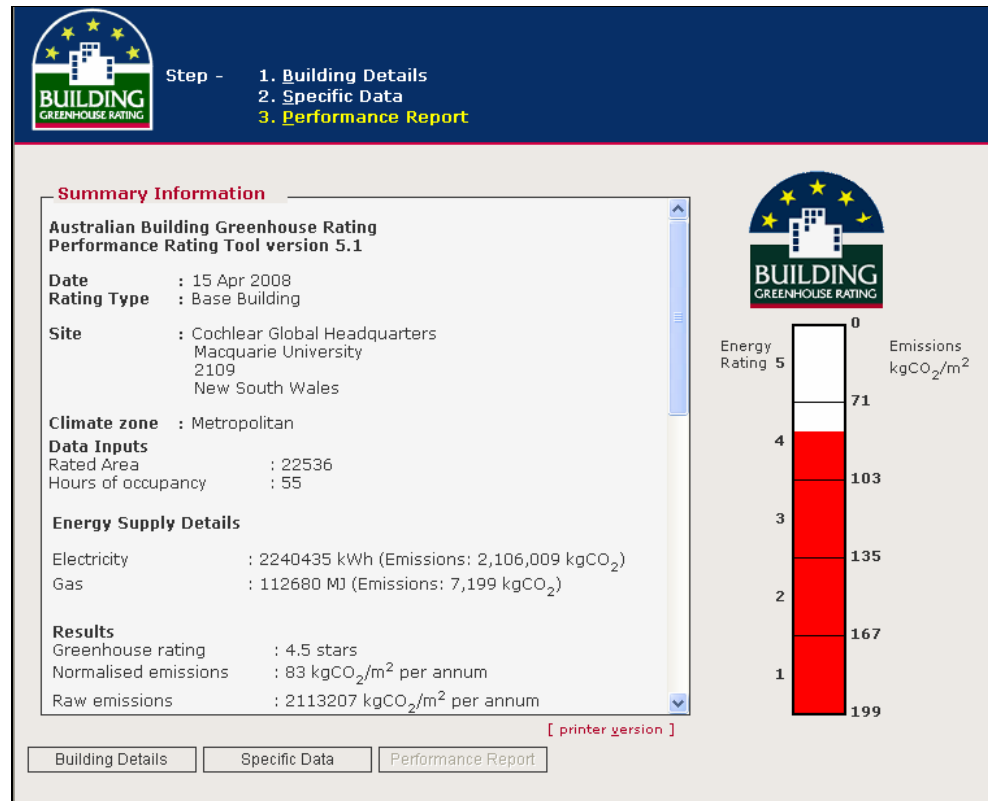 BUILDING
GREENHOUSE RATING
Step - 1. Building Details
2. Specific Data
3. Performance Report
Summary Information
Australian Building Greenhouse Rating
Performance Rating Tool version 5.1
Date : 15 Apr 2008
Rating Type : Base Building
Site : Cochlear Global Headquarters
Macquarie University
2109
New South Wales
Climate zone : Metropolitan
Data Inputs
Rated Area : 22536
Hours of occupancy : 55
Energy Supply Details
Electricity : 2240435 kWh (Emissions: 2,106,009 kgCO2)
Gas : 112680 MJ (Emissions: 7,199 kgCO2)
Results
Greenhouse rating : 4.5 stars
Normalised emissions : 83 kgCO2/m2 per annum
Raw emissions : 2113207 kgCO2/m2 per annum
[ printer version ]
Building Details Specific Data Performance Report
BUILDING
GREENHOUSE RATING
Energy
Rating
Emissions
kgCO2/m2
0
5
71
4
103
3
135
2
167
1
199